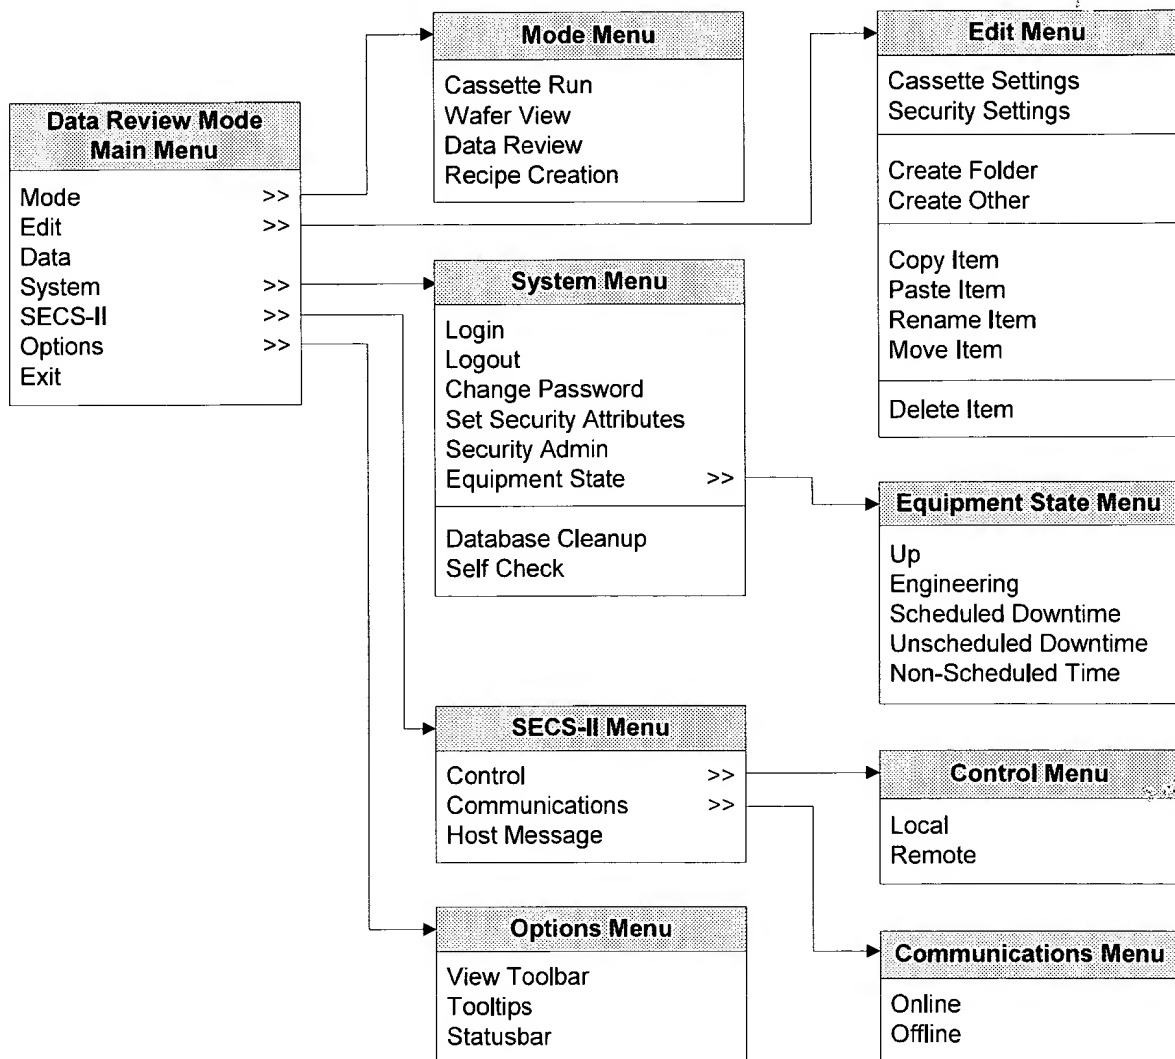 Data Review Mode
Main Menu
Mode >>
Edit >>
Data
System >>
SECS-II >>
Options >>
Exit
Mode Menu
Cassette Run
Wafer View
Data Review
Recipe Creation
Edit Menu
Cassette Settings
Security Settings
Create Folder
Create Other
Copy Item
Paste Item
Rename Item
Move Item
Delete Item
System Menu
Login
Logout
Change Password
Set Security Attributes
Security Admin
Equipment State >>
Database Cleanup
Self Check
Equipment State Menu
Up
Engineering
Scheduled Downtime
Unscheduled Downtime
Non-Scheduled Time
SECS-II Menu
Control >>
Communications >>
Host Message
Control Menu
Local
Remote
Options Menu
View Toolbar
Tooltips
Statusbar
Communications Menu
Online
Offline